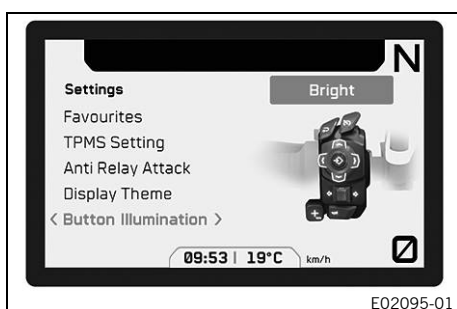 N
Settings
Bright
Favourites
TPMS Setting
Anti Relay Attack
Display Theme
< Button Illumination >
09:53 | 19°C km/h
0
E02095-01